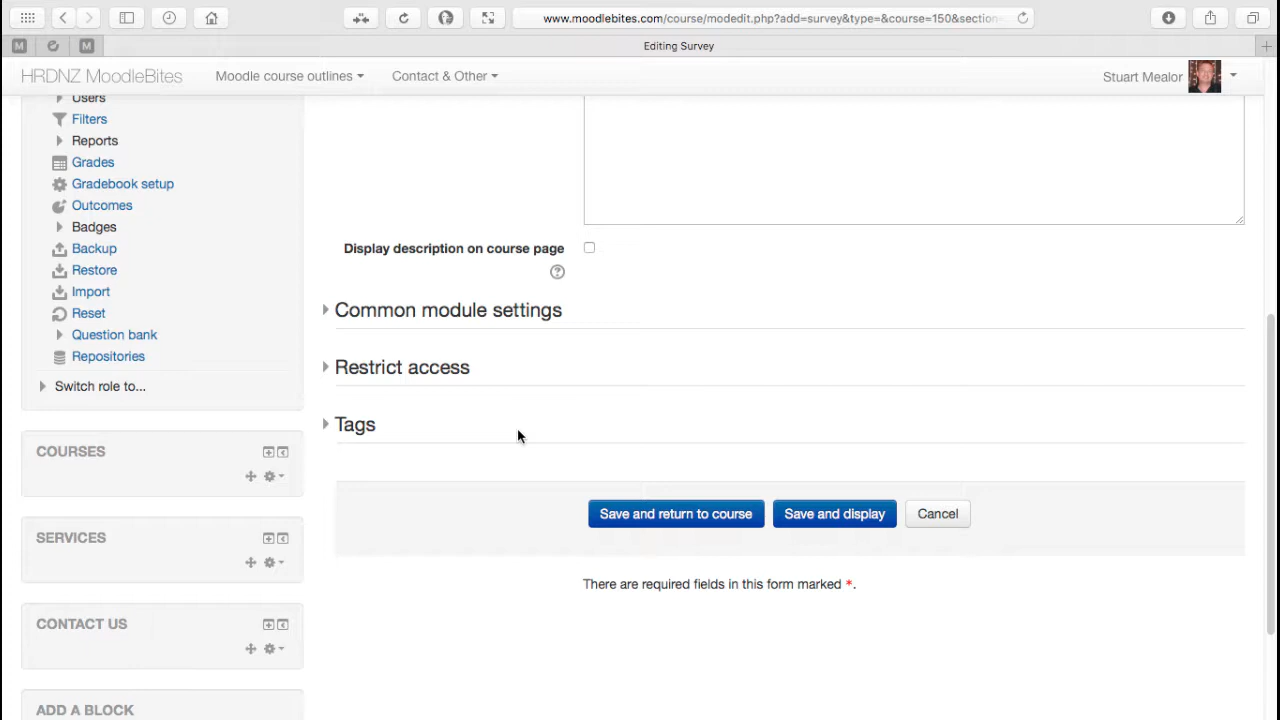 www.moodlebites.com/course/modedit.php?add=survey&type=&course=150&section
M
M
Editing Survey
HRDNZ MoodleBites
Moodle course outlines
Contact & Other
Stuart Mealor
Users
Filters
Reports
Grades
Gradebook setup
Outcomes
Badges
Backup
Restore
Import
Reset
Question bank
Repositories
Switch role to...
COURSES
SERVICES
CONTACT US
ADD A BLOCK
Display description on course page
?
Common module settings
Restrict access
Tags
Save and return to course
Save and display
Cancel
There are required fields in this form marked *.